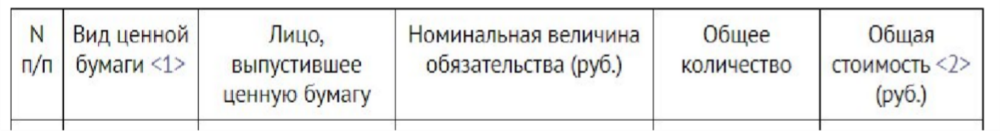 N
п/п
Вид ценной
бумаги <1>
Лицо,
выпустившее
ценную бумагу
Номинальная величина
обязательства (руб.)
Общее
количество
Общая
стоимость <2>
(руб.)